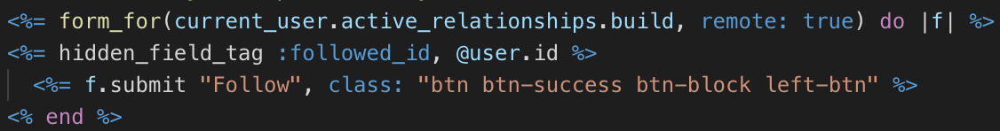 <%= form_for(current_user.active_relationships.build, remote: true) do |f| %>
<%= hidden_field_tag :followed_id, @user.id %>
<%= f.submit "Follow", class: "btn btn-success btn-block left-btn" %>
<% end %>